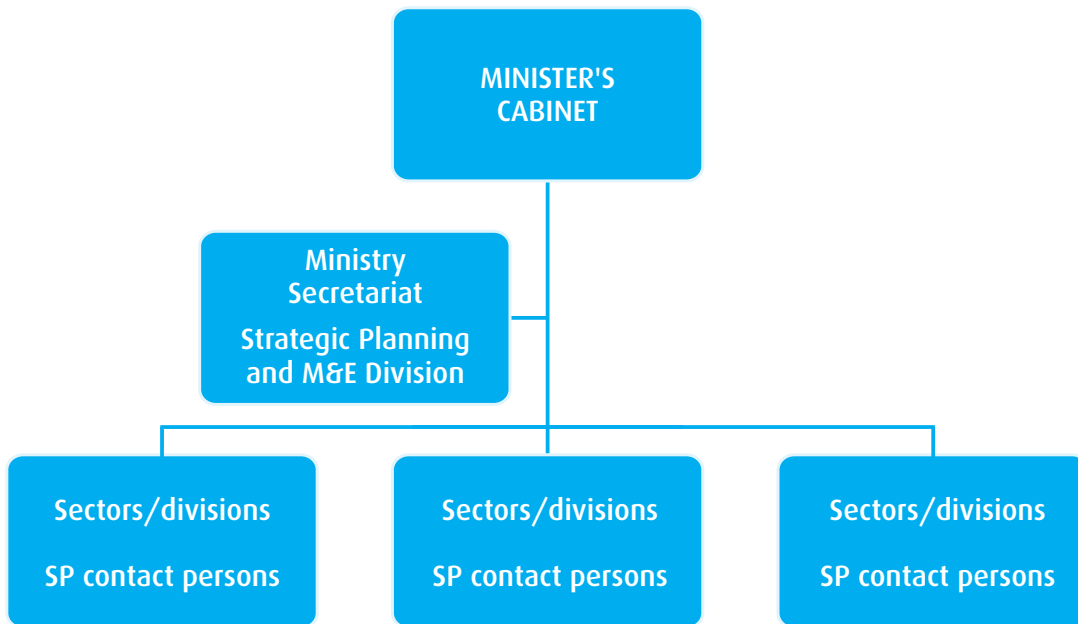 MINISTER'S
CABINET
Ministry
Secretariat
Strategic Planning
and M&E Division
Sectors/divisions
SP contact persons
Sectors/divisions
SP contact persons
Sectors/divisions
SP contact persons